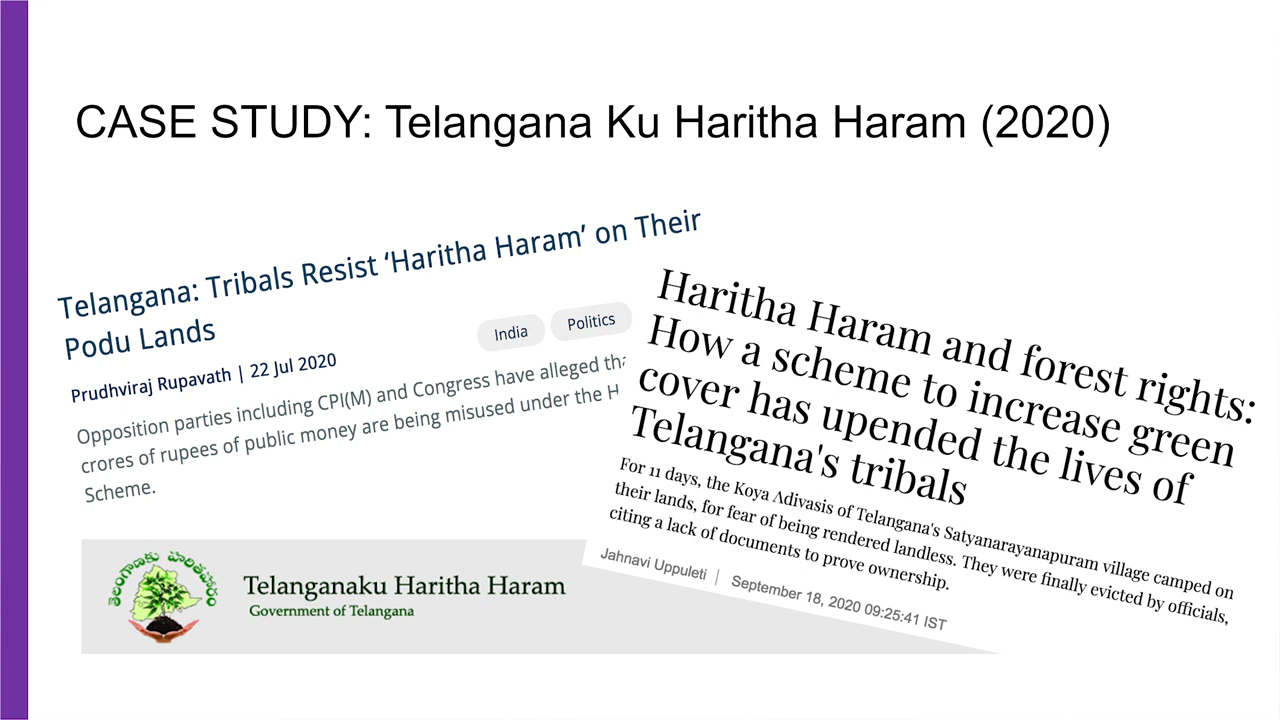 CASE STUDY: Telangana Ku Haritha Haram (2020)
Telangana: Tribals Resist ‘Haritha Haram’ on Their
Podu Lands
India
Politics
Prudhviraj Rupavath | 22 Jul 2020
Opposition parties including CPI(M) and Congress have alleged
crores of rupees of public money are being misused under the H
Scheme.
Haritha Haram and forest rights:
How a scheme to increase green
cover has upended the lives of
Telangana's tribals
For 11 days, the Koya Adivasis of Telangana's Satyanarayanapuram village camped on
their lands, for fear of being rendered landless. They were finally evicted by officials,
citing a lack of documents to prove ownership.
Jahnavi Uppuleti | September 18, 2020 09:25:41 IST
తెలంగాణకు హరితహారం
Telanganaku Haritha Haram
Government of Telangana